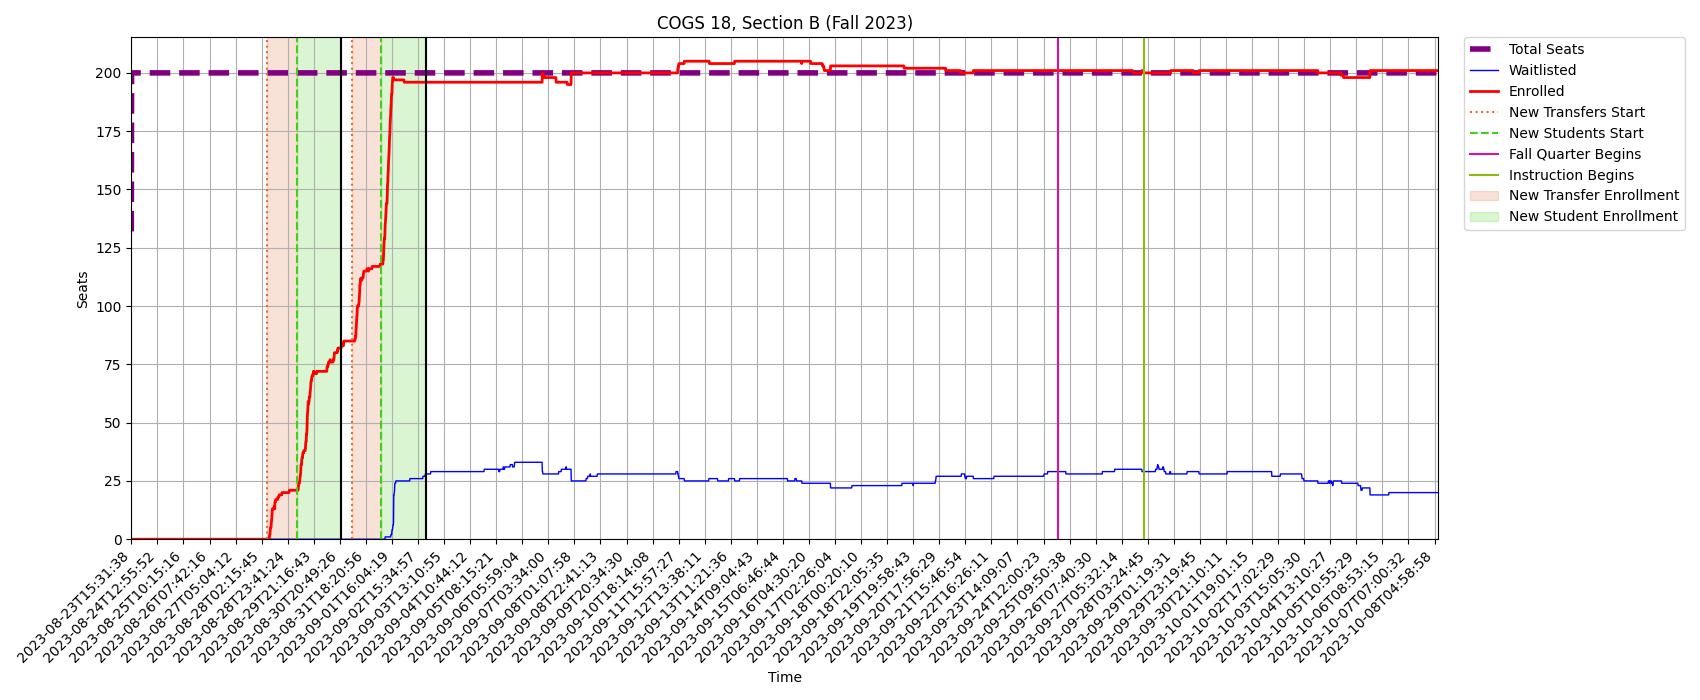 COGS 18, Section B (Fall 2023)
Total Seats
Waitlisted
Enrolled
New Transfers Start
New Students Start
Fall Quarter Begins
Instruction Begins
New Transfer Enrollment
New Student Enrollment
Seats
200
175
150
125
100
75
50
25
0
2023-08-23T15:31:38
2023-08-24T12:55:52
2023-08-25T10:15:16
2023-08-26T07:42:16
2023-08-27T05:04:12
2023-08-28T02:15:45
2023-08-28T23:41:24
2023-08-29T21:16:43
2023-08-30T20:49:26
2023-08-31T18:20:56
2023-09-01T16:04:19
2023-09-02T15:34:57
2023-09-03T13:10:55
2023-09-04T10:44:12
2023-09-05T08:15:21
2023-09-06T05:59:04
2023-09-07T03:34:00
2023-09-08T01:07:58
2023-09-08T22:41:13
2023-09-09T20:34:30
2023-09-10T18:14:08
2023-09-11T15:57:27
2023-09-12T13:38:11
2023-09-13T11:21:36
2023-09-14T09:04:43
2023-09-15T06:46:44
2023-09-16T04:30:20
2023-09-17T02:26:04
2023-09-18T00:20:10
2023-09-18T22:05:35
2023-09-19T19:58:43
2023-09-20T17:56:29
2023-09-21T15:46:54
2023-09-22T16:26:11
2023-09-23T14:09:07
2023-09-24T12:00:23
2023-09-25T09:50:38
2023-09-26T07:40:30
2023-09-27T05:32:14
2023-09-28T03:24:45
2023-09-29T01:19:31
2023-09-29T23:19:45
2023-09-30T21:10:11
2023-10-01T19:01:15
2023-10-02T17:02:29
2023-10-03T15:05:30
2023-10-04T13:10:27
2023-10-05T10:55:29
2023-10-06T08:53:15
2023-10-07T07:00:32
2023-10-08T04:58:58
Time